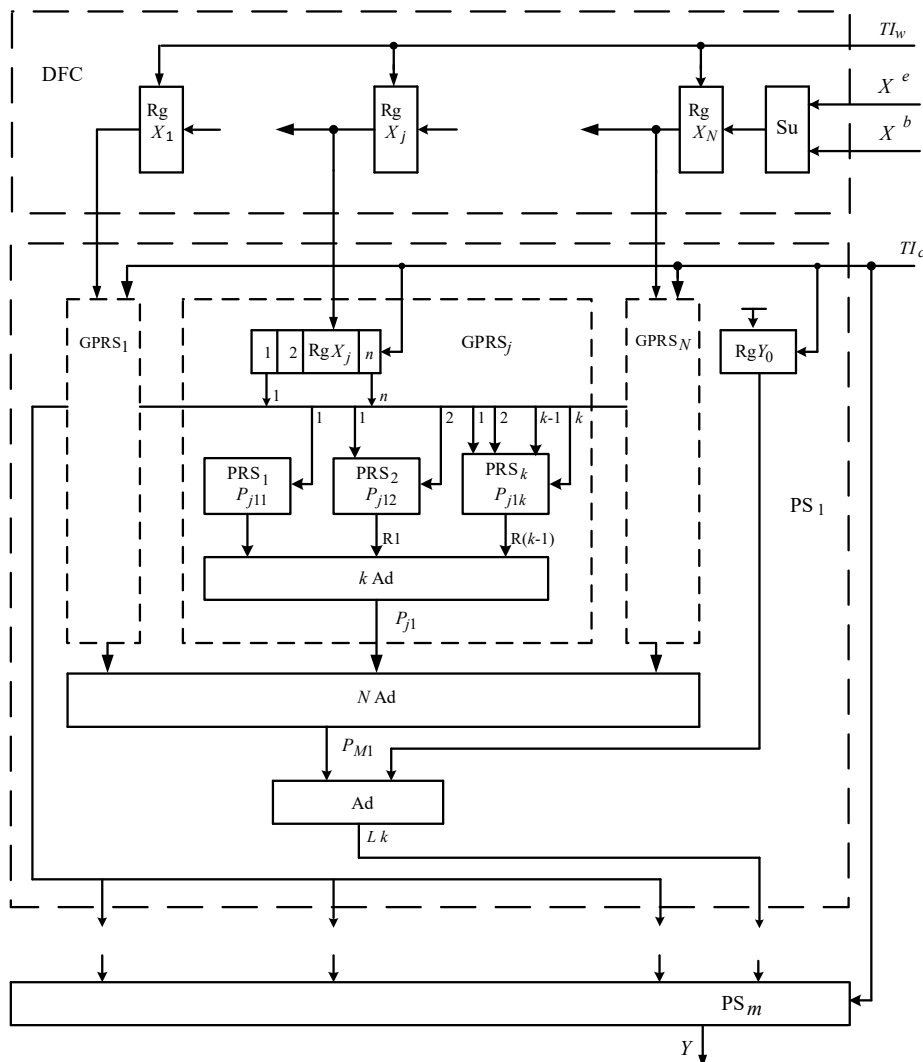 TI_w
DFC
X^e
Rg X_1
Rg X_j
Rg X_N
Su
X^b
TI_c
GPRS_1
GPRS_j
GPRS_N
1 2 Rg X_j n
RgY_0
1 n
1 1 2 1 2 k-1 k
PRS_1 P_j11
PRS_2 P_j12
PRS_k P_j1k
PS_1
R1 R(k-1)
k Ad
P_j1
N Ad
P_M1
Ad
L k
PS_m
Y